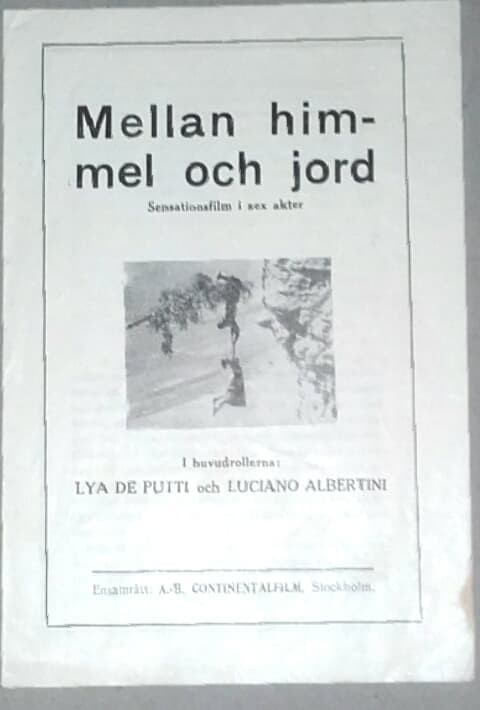 Mellan him-
mel och jord
Sensationsfilm i sex akter
I huvudrollerna:
LYA DE PUTTI och LUCIANO ALBERTINI
Ensamrätt: A.-B. CONTINENTALFILM, Stockholm.